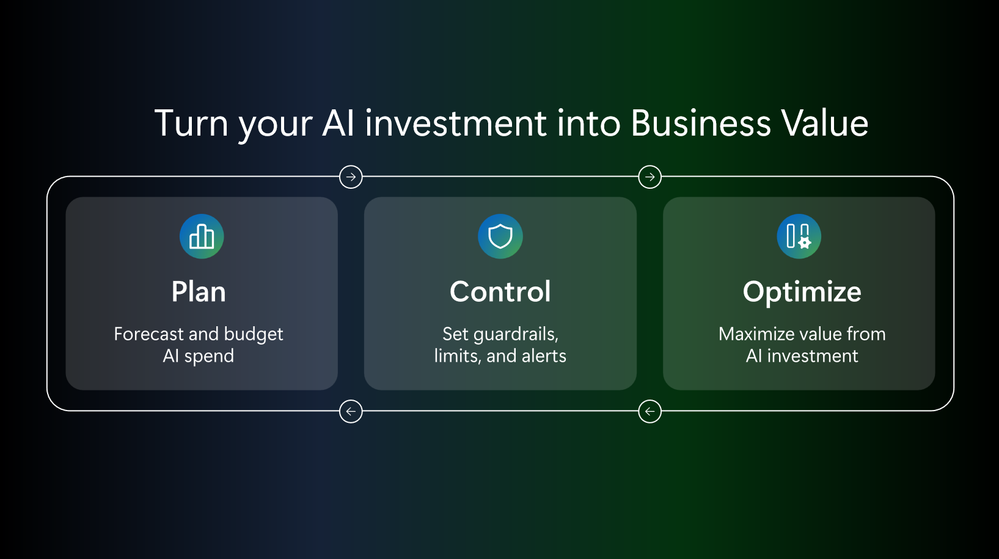 Turn your AI investment into Business Value
Plan
Forecast and budget
AI spend
Control
Set guardrails,
limits, and alerts
Optimize
Maximize value from
AI investment